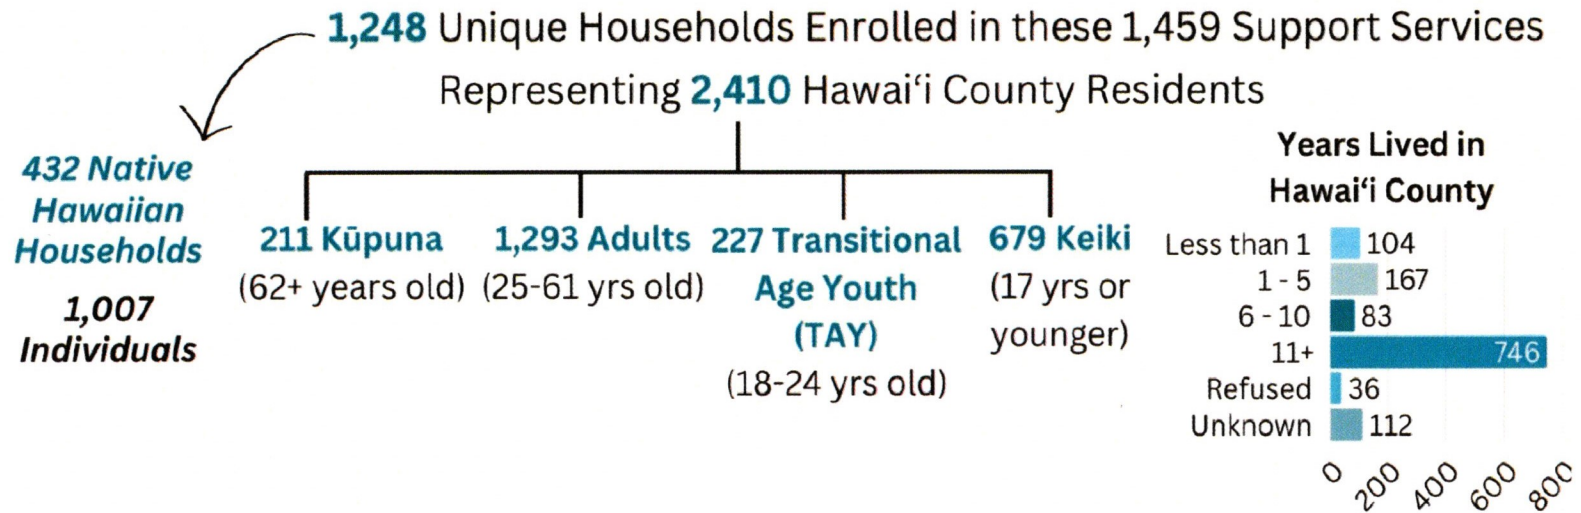 1,248 Unique Households Enrolled in these 1,459 Support Services
Representing 2,410 Hawaiʻi County Residents
432 Native
Hawaiian
Households
1,007
Individuals
211 Kūpuna
(62+ years old)
1,293 Adults
(25-61 yrs old)
227 Transitional
Age Youth
(TAY)
(18-24 yrs old)
679 Keiki
(17 yrs or
younger)
Years Lived in
Hawaiʻi County
Less than 1 104
1 - 5 167
6 - 10 83
11+ 746
Refused 36
Unknown 112
0 200 400 600 800